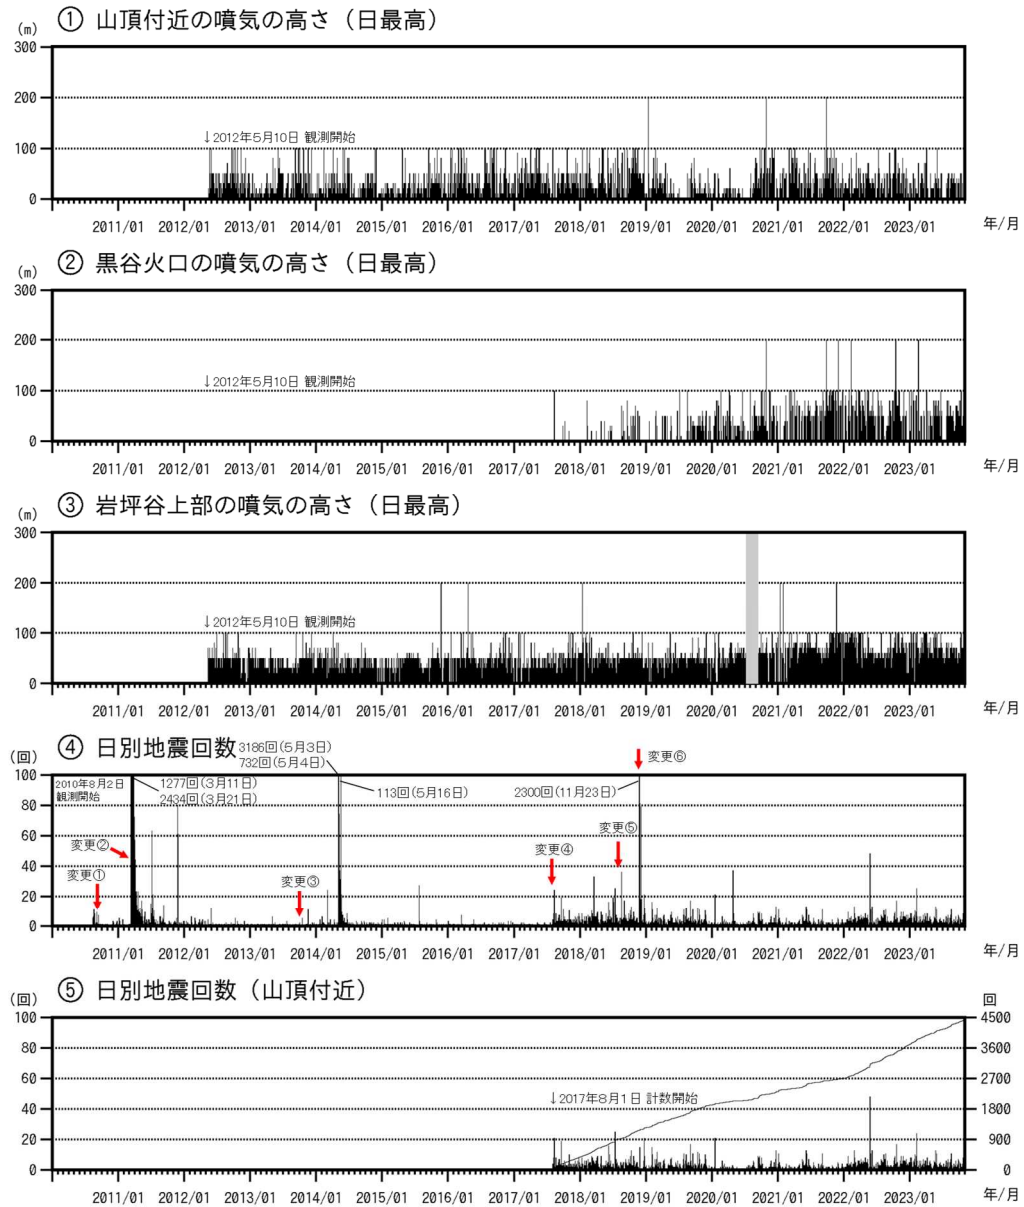 ① 山頂付近の噴気の高さ（日最高）
(m)
300
200
↓2012年5月10日 観測開始
100
0
2011/01 2012/01 2013/01 2014/01 2015/01 2016/01 2017/01 2018/01 2019/01 2020/01 2021/01 2022/01 2023/01
年/月
② 黒谷火口の噴気の高さ（日最高）
(m)
300
200
↓2012年5月10日 観測開始
100
0
2011/01 2012/01 2013/01 2014/01 2015/01 2016/01 2017/01 2018/01 2019/01 2020/01 2021/01 2022/01 2023/01
年/月
③ 岩坪谷上部の噴気の高さ（日最高）
(m)
300
200
↓2012年5月10日 観測開始
100
0
2011/01 2012/01 2013/01 2014/01 2015/01 2016/01 2017/01 2018/01 2019/01 2020/01 2021/01 2022/01 2023/01
年/月
④ 日別地震回数
(回)
3186回(5月3日)
732回(5月4日)
変更⑥
100
2010年8月2日
観測開始
1277回(3月11日)
2434回(3月21日)
113回(5月16日)
2300回(11月23日)
80
変更⑤
60
変更②
変更④
40
変更①
変更③
20
0
2011/01 2012/01 2013/01 2014/01 2015/01 2016/01 2017/01 2018/01 2019/01 2020/01 2021/01 2022/01 2023/01
年/月
⑤ 日別地震回数（山頂付近）
(回)
回
100 4500
80 3600
60 2700
↓2017年8月1日 計数開始
40 1800
20 900
0 0
2011/01 2012/01 2013/01 2014/01 2015/01 2016/01 2017/01 2018/01 2019/01 2020/01 2021/01 2022/01 2023/01
年/月